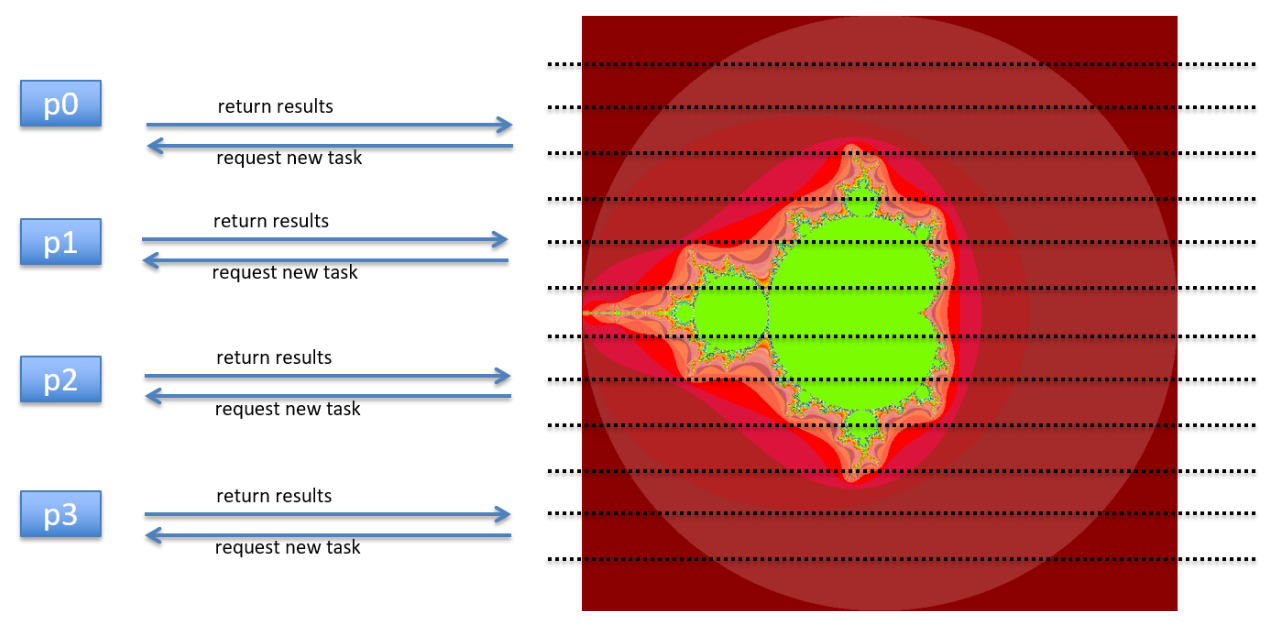 p0
return results
request new task
p1
return results
request new task
p2
return results
request new task
p3
return results
request new task